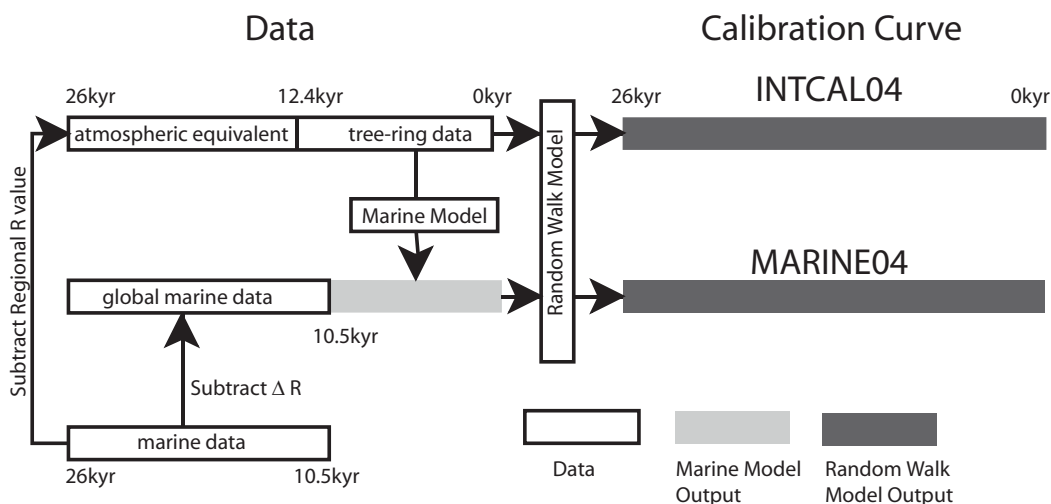 Data
Calibration Curve
INTCAL04
26kyr
12.4kyr
0kyr
26kyr
0kyr
atmospheric equivalent
tree-ring data
Marine Model
Random Walk Model
Subtract Regional R value
MARINE04
global marine data
10.5kyr
Subtract Δ R
marine data
26kyr
10.5kyr
Data
Marine Model
Output
Random Walk
Model Output